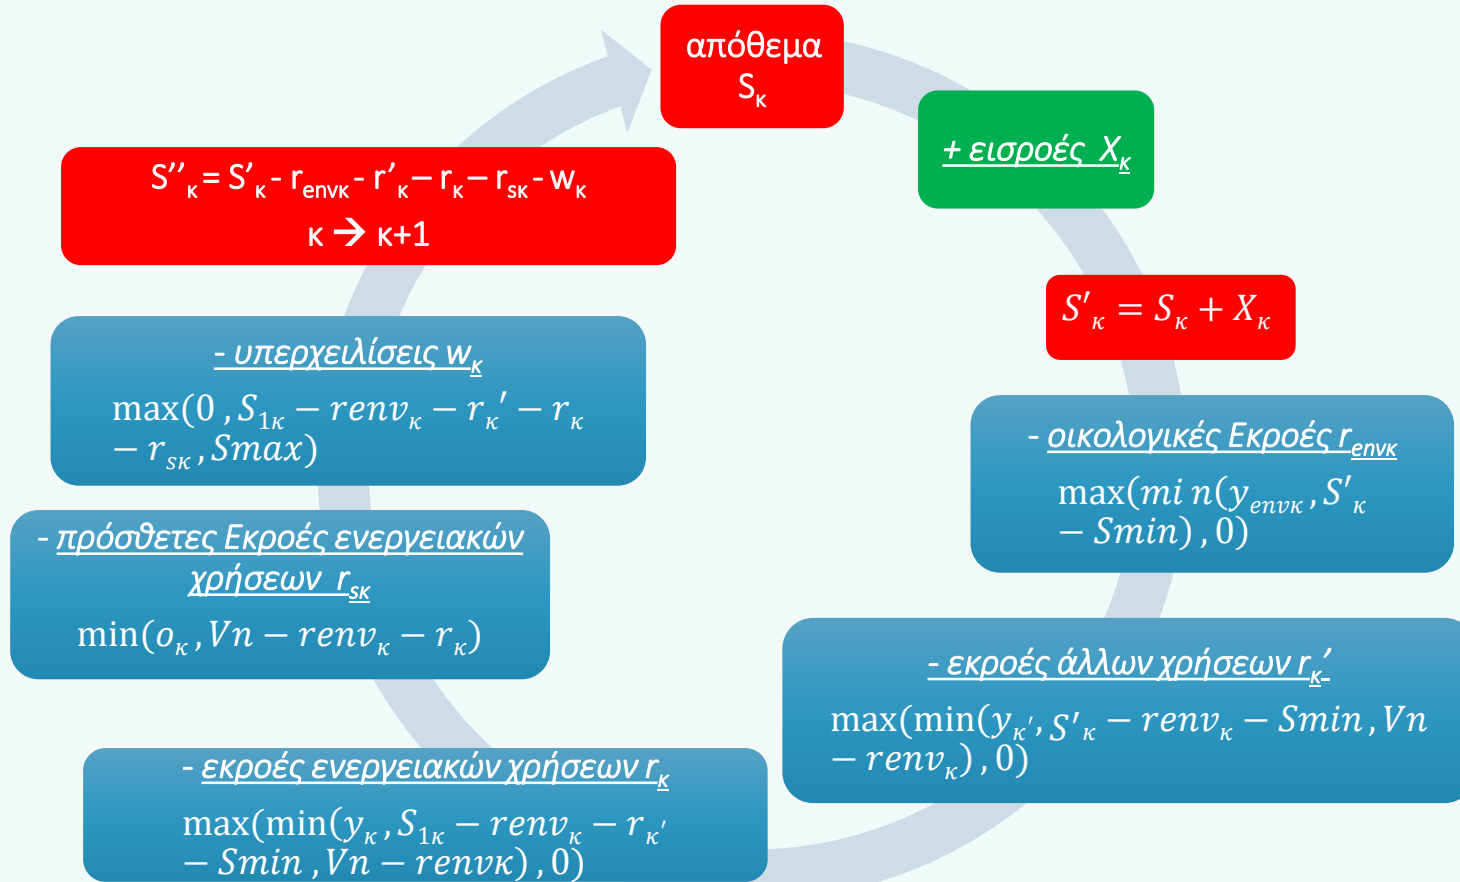 απόθεμα
Sκ
+ εισροές Xκ
S'κ = Sκ + Xκ
- οικολογικές Εκροές renvκ
max(mi n(yenvκ, S'κ
− Smin) , 0)
- εκροές άλλων χρήσεων rκ'
max(min(yκ', S'κ − renvκ − Smin , Vn
− renvκ) , 0)
- εκροές ενεργειακών χρήσεων rκ
max(min(yκ , S1κ − renvκ − rκ'
− Smin , Vn − renvκ) , 0)
- πρόσθετες Εκροές ενεργειακών
χρήσεων rsκ
min(oκ , Vn − renvκ − rκ)
- υπερχειλίσεις wκ
max(0 , S1κ − renvκ − rκ' − rκ
− rsκ , Smax)
S''κ = S'κ - renvκ - r'κ – rκ – rsκ - wκ
κ → κ+1